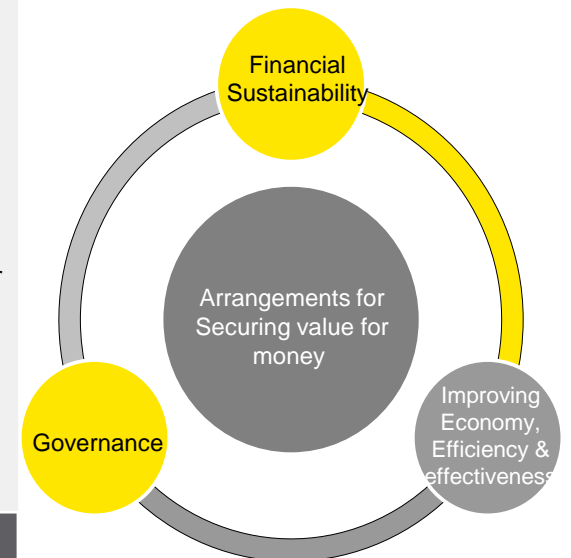 Financial
Sustainability
Arrangements for
Securing value for
money
Governance
Improving
Economy,
Efficiency &
effectiveness